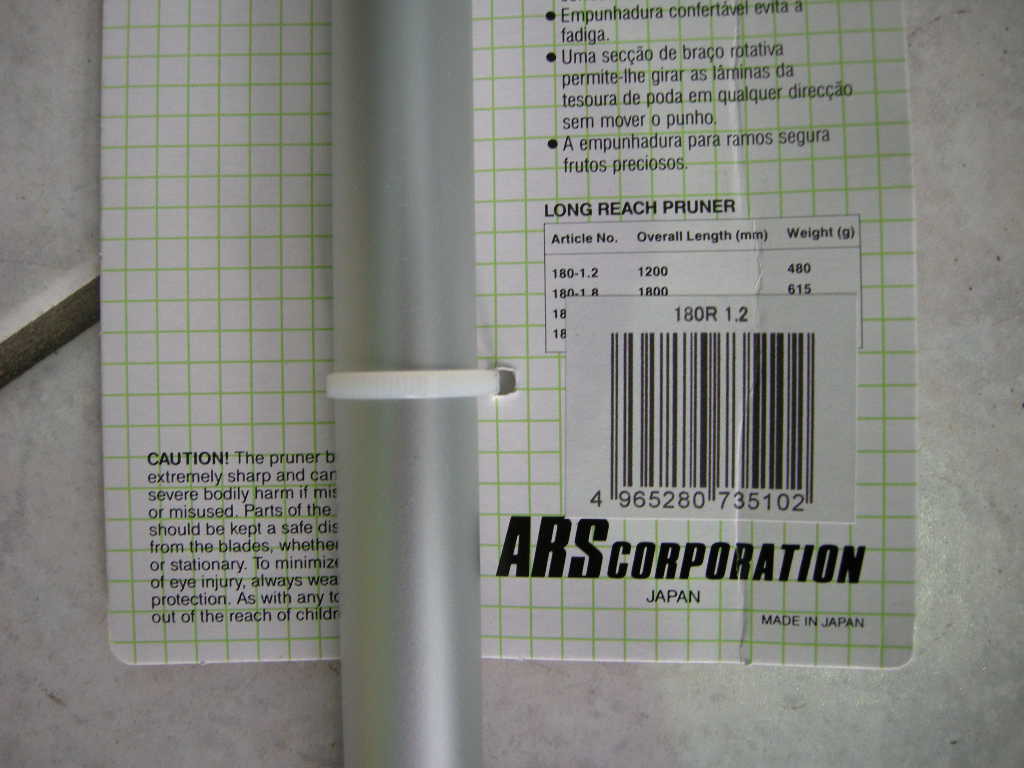 ● Empunhadura confertável evita a
fadiga.
● Uma secção de braço rotativa
permite-lhe girar as lâminas da
tesoura de poda em qualquer direcção
sem mover o punho.
● A empunhadura para ramos segura
frutos preciosos.
LONG REACH PRUNER
Article No. Overall Length (mm) Weight (g)
180-1.2 1200 480
180-1.8 1800 615
18
18
180R 1.2
4 965280 735102
ARS CORPORATION
JAPAN
MADE IN JAPAN
CAUTION! The pruner b
extremely sharp and can
severe bodily harm if mis
or misused. Parts of the
should be kept a safe dis
from the blades, whether
or stationary. To minimize
of eye injury, always wea
protection. As with any to
out of the reach of childr